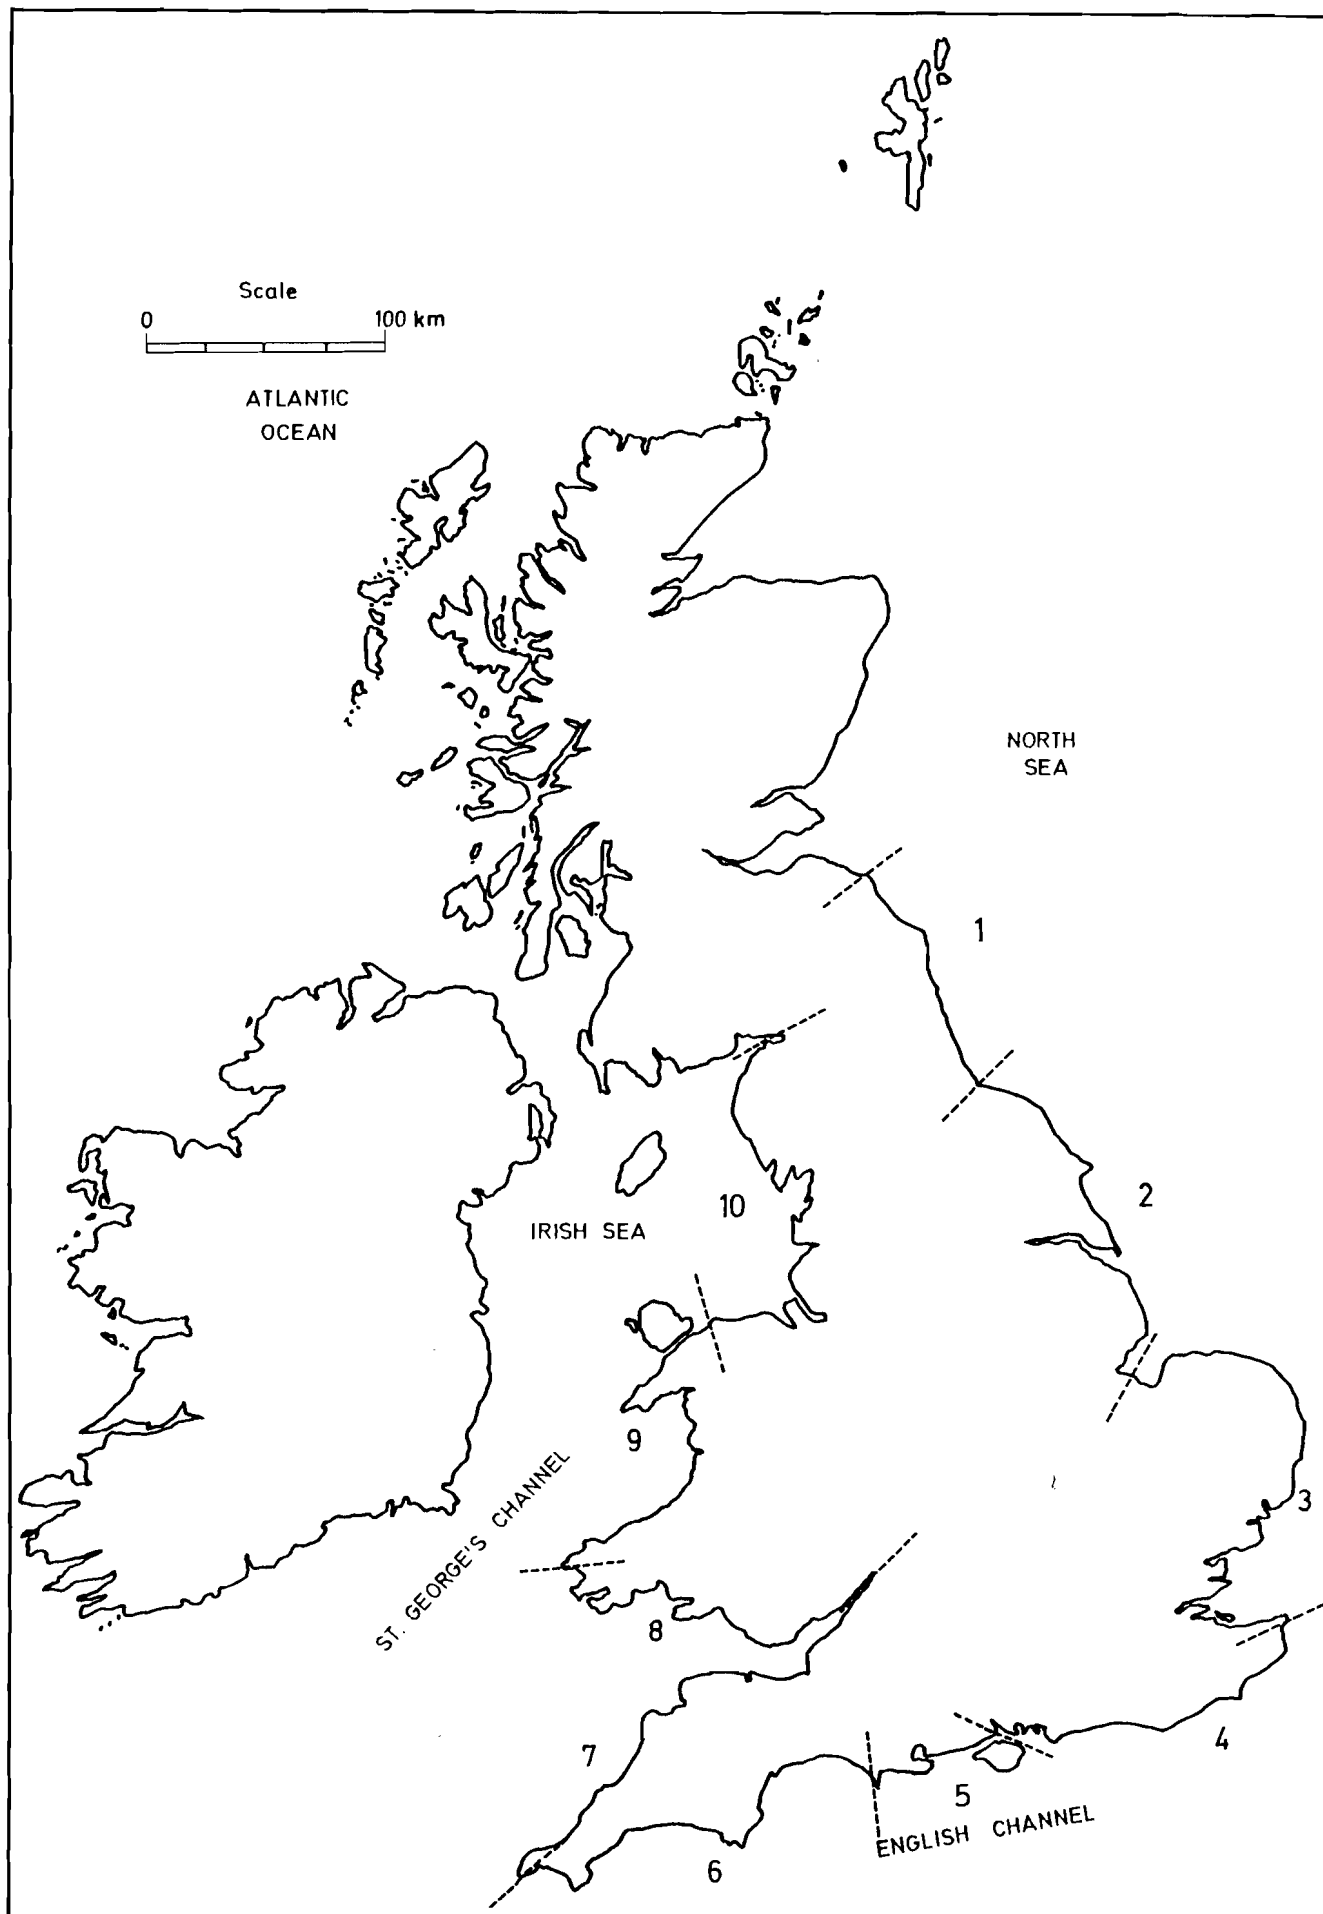 Scale
0 100 km
ATLANTIC
OCEAN
NORTH
SEA
1
2
10
IRISH SEA
9
3
ST. GEORGE'S CHANNEL
8
4
7
5
ENGLISH CHANNEL
6